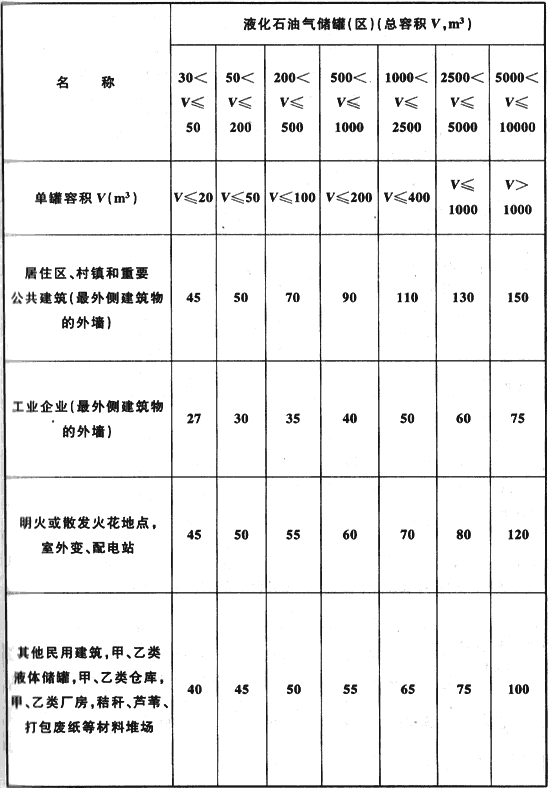 液化石油气储罐(区)(总容积 V,m³)
名 称
30< 50< 200< 500< 1000< 2500< 5000<
V≤ V≤ V≤ V≤ V≤ V≤ V≤
50 200 500 1000 2500 5000 10000
单罐容积 V(m³) V≤20 V≤50 V≤100 V≤200 V≤400 V≤ V>
1000 1000
居住区、村镇和重要
公共建筑(最外侧建筑物 45 50 70 90 110 130 150
的外墙)
工业企业(最外侧建筑物
的外墙) 27 30 35 40 50 60 75
明火或散发火花地点,
室外变、配电站 45 50 55 60 70 80 120
其他民用建筑,甲、乙类
液体储罐,甲、乙类仓库,
甲、乙类厂房,秸秆、芦苇、 40 45 50 55 65 75 100
打包废纸等材料堆场